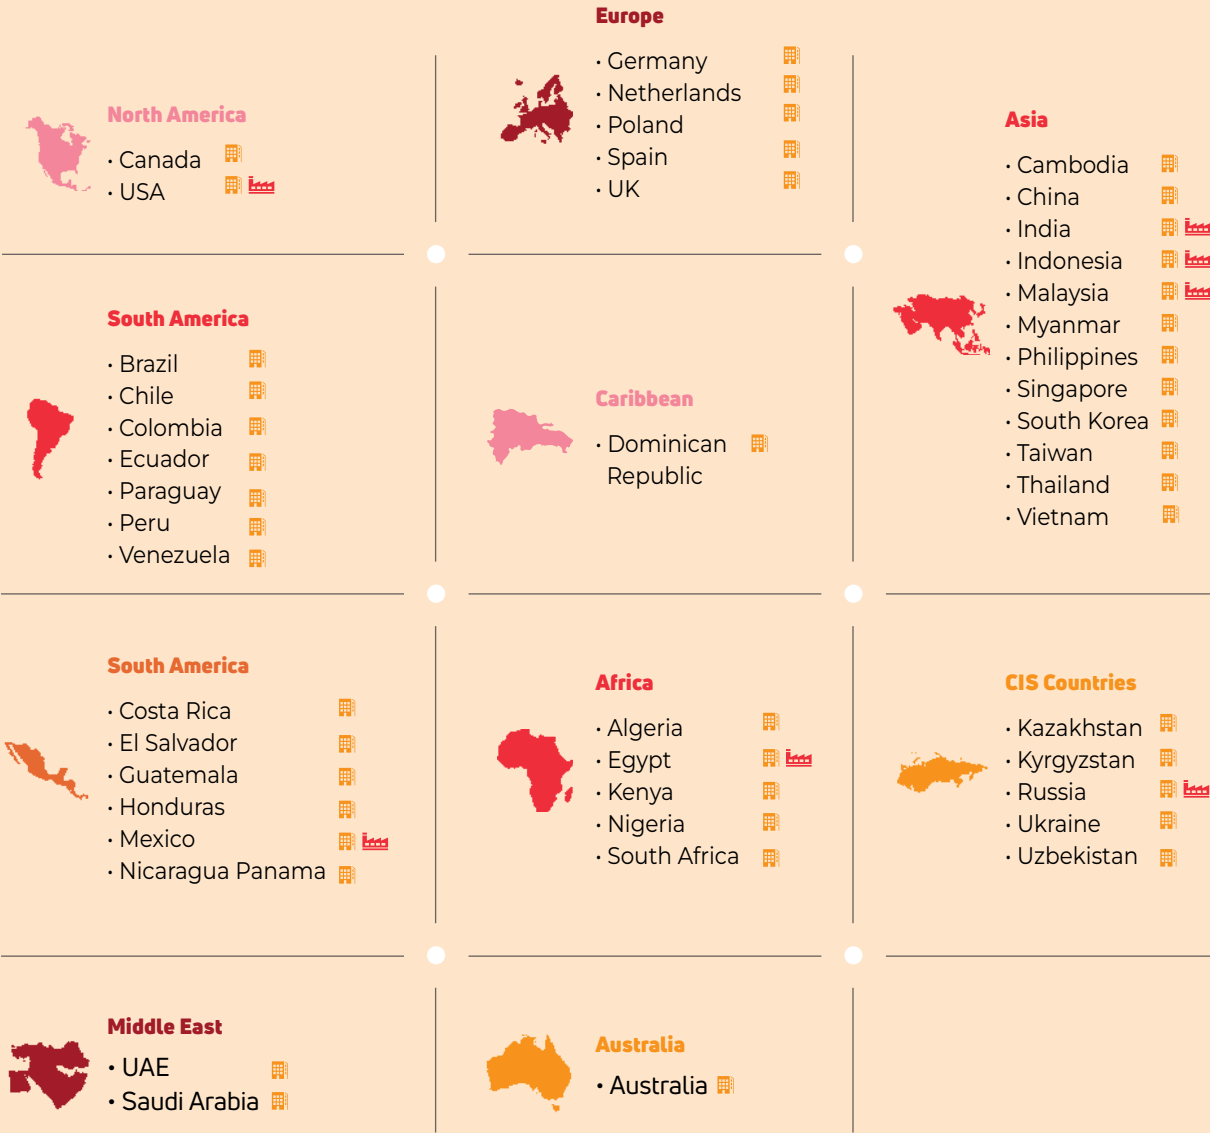 North America
· Canada
· USA
Europe
· Germany
· Netherlands
· Poland
· Spain
· UK
Asia
· Cambodia
· China
· India
· Indonesia
· Malaysia
· Myanmar
· Philippines
· Singapore
· South Korea
· Taiwan
· Thailand
· Vietnam
South America
· Brazil
· Chile
· Colombia
· Ecuador
· Paraguay
· Peru
· Venezuela
Caribbean
· Dominican
Republic
South America
· Costa Rica
· El Salvador
· Guatemala
· Honduras
· Mexico
· Nicaragua Panama
Africa
· Algeria
· Egypt
· Kenya
· Nigeria
· South Africa
CIS Countries
· Kazakhstan
· Kyrgyzstan
· Russia
· Ukraine
· Uzbekistan
Middle East
· UAE
· Saudi Arabia
Australia
· Australia